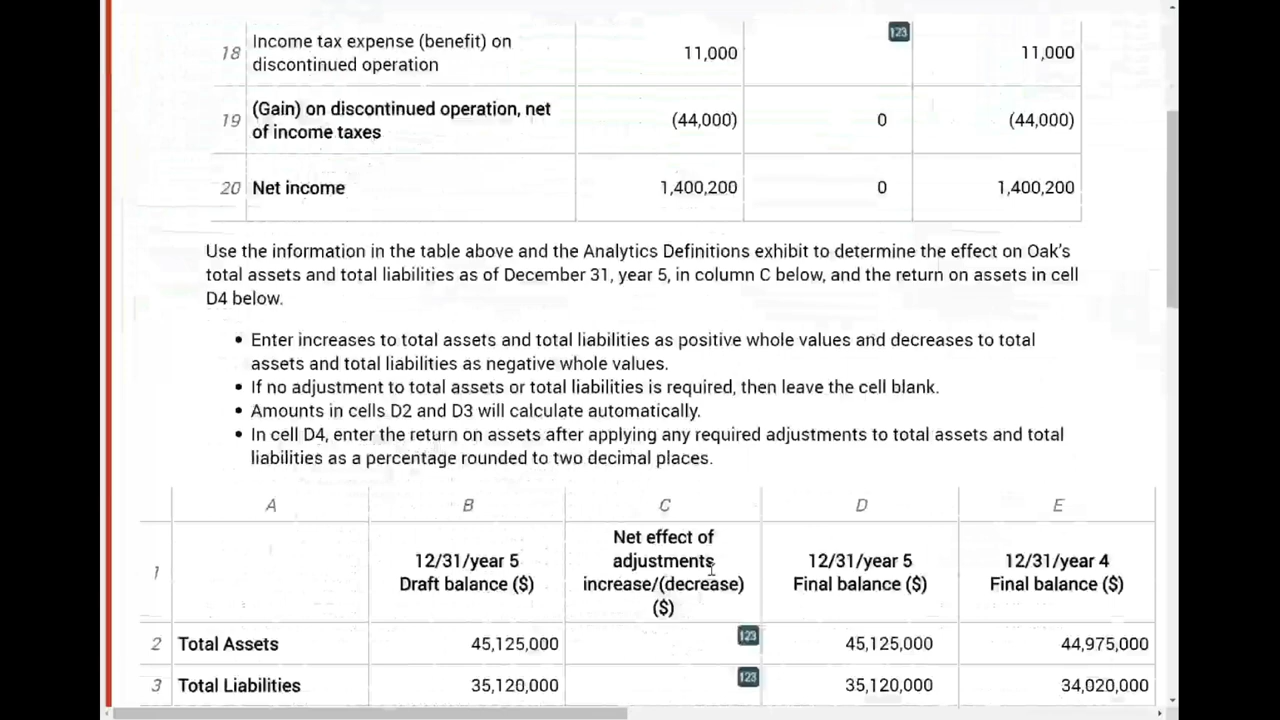 18 Income tax expense (benefit) on discontinued operation 11,000 123 11,000
19 (Gain) on discontinued operation, net of income taxes (44,000) 0 (44,000)
20 Net income 1,400,200 0 1,400,200
Use the information in the table above and the Analytics Definitions exhibit to determine the effect on Oak's
total assets and total liabilities as of December 31, year 5, in column C below, and the return on assets in cell
D4 below.
• Enter increases to total assets and total liabilities as positive whole values and decreases to total
assets and total liabilities as negative whole values.
• If no adjustment to total assets or total liabilities is required, then leave the cell blank.
• Amounts in cells D2 and D3 will calculate automatically.
• In cell D4, enter the return on assets after applying any required adjustments to total assets and total
liabilities as a percentage rounded to two decimal places.
A B C D E
1 12/31/year 5 Draft balance ($) Net effect of adjustments increase/(decrease) ($) 12/31/year 5 Final balance ($) 12/31/year 4 Final balance ($)
2 Total Assets 45,125,000 123 45,125,000 44,975,000
3 Total Liabilities 35,120,000 123 35,120,000 34,020,000